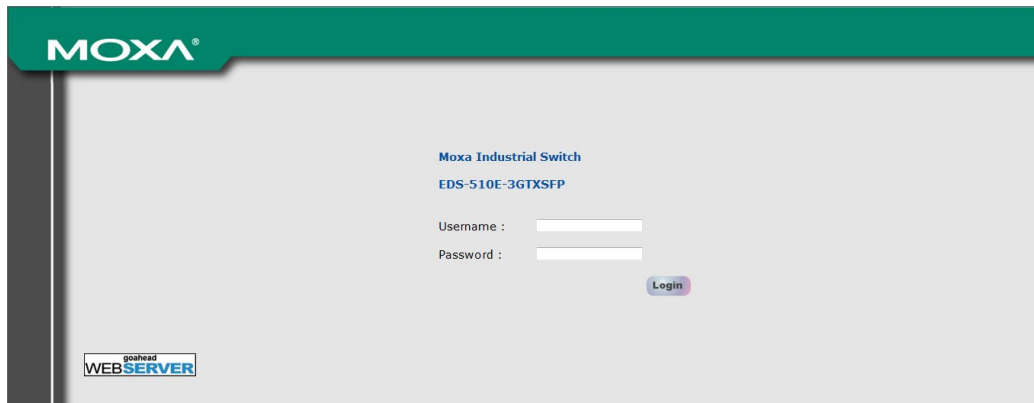 MOXA®
Moxa Industrial Switch
EDS-510E-3GTXSFP
Username :
Password :
Login
goahead
WEBSERVER